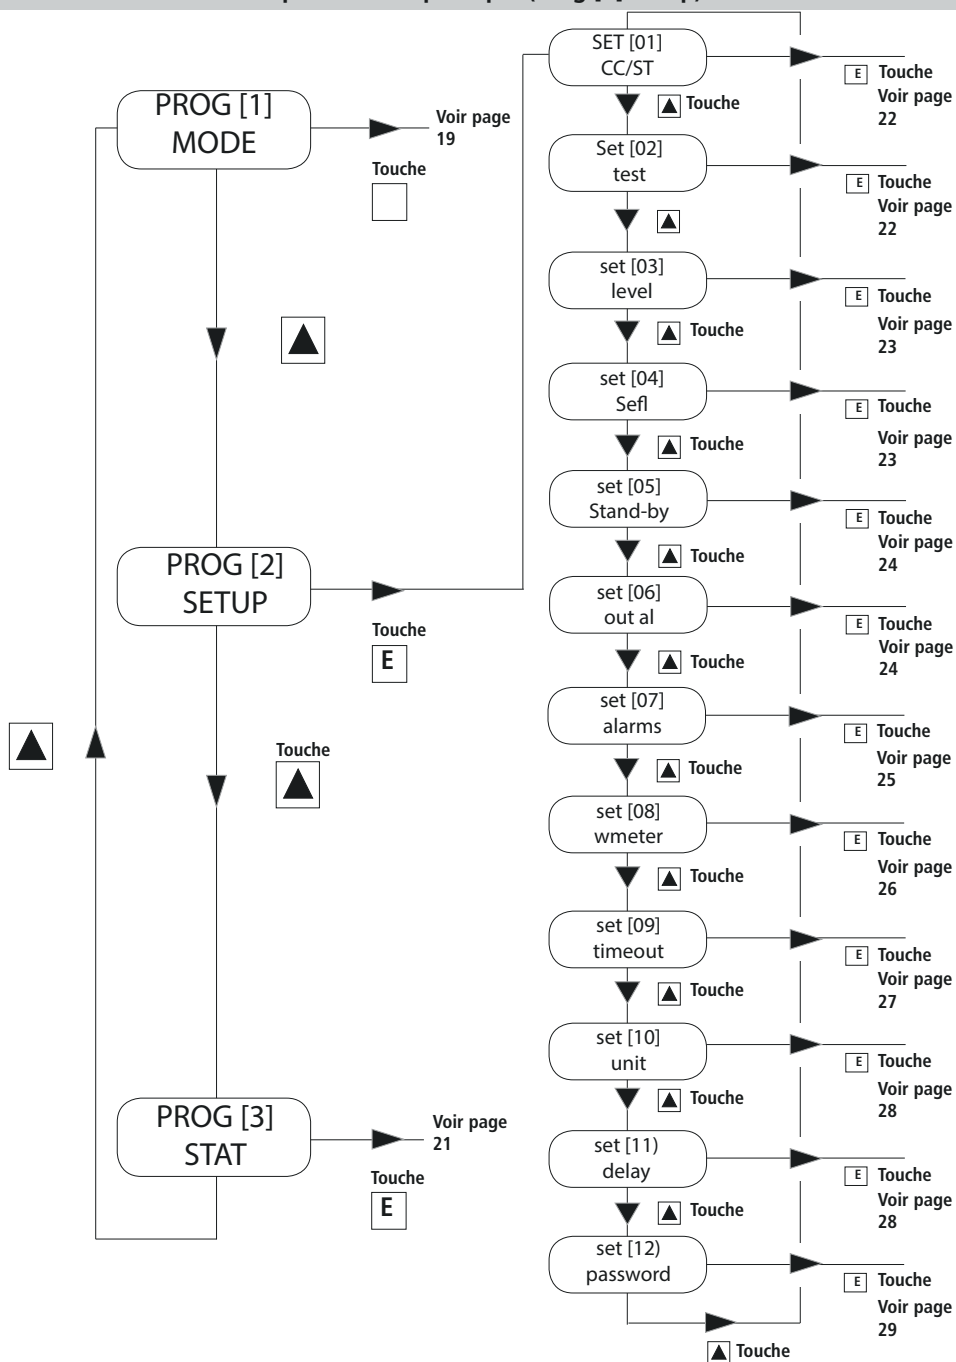 PROG [1]
MODE
Voir page
19
Touche
PROG [2]
SETUP
Touche
E
Touche
PROG [3]
STAT
Voir page
21
Touche
E
SET [01]
CC/ST
E Touche
Voir page
22
Touche
Set [02]
test
E Touche
Voir page
22
set [03]
level
E Touche
Voir page
23
Touche
set [04]
Sefl
E Touche
Voir page
23
Touche
set [05]
Stand-by
E Touche
Voir page
24
Touche
set [06]
out al
E Touche
Voir page
24
Touche
set [07]
alarms
E Touche
Voir page
25
Touche
set [08]
wmeter
E Touche
Voir page
26
Touche
set [09]
timeout
E Touche
Voir page
27
Touche
set [10]
unit
E Touche
Voir page
28
Touche
set [11)
delay
E Touche
Voir page
28
Touche
set [12)
password
E Touche
Voir page
29
Touche